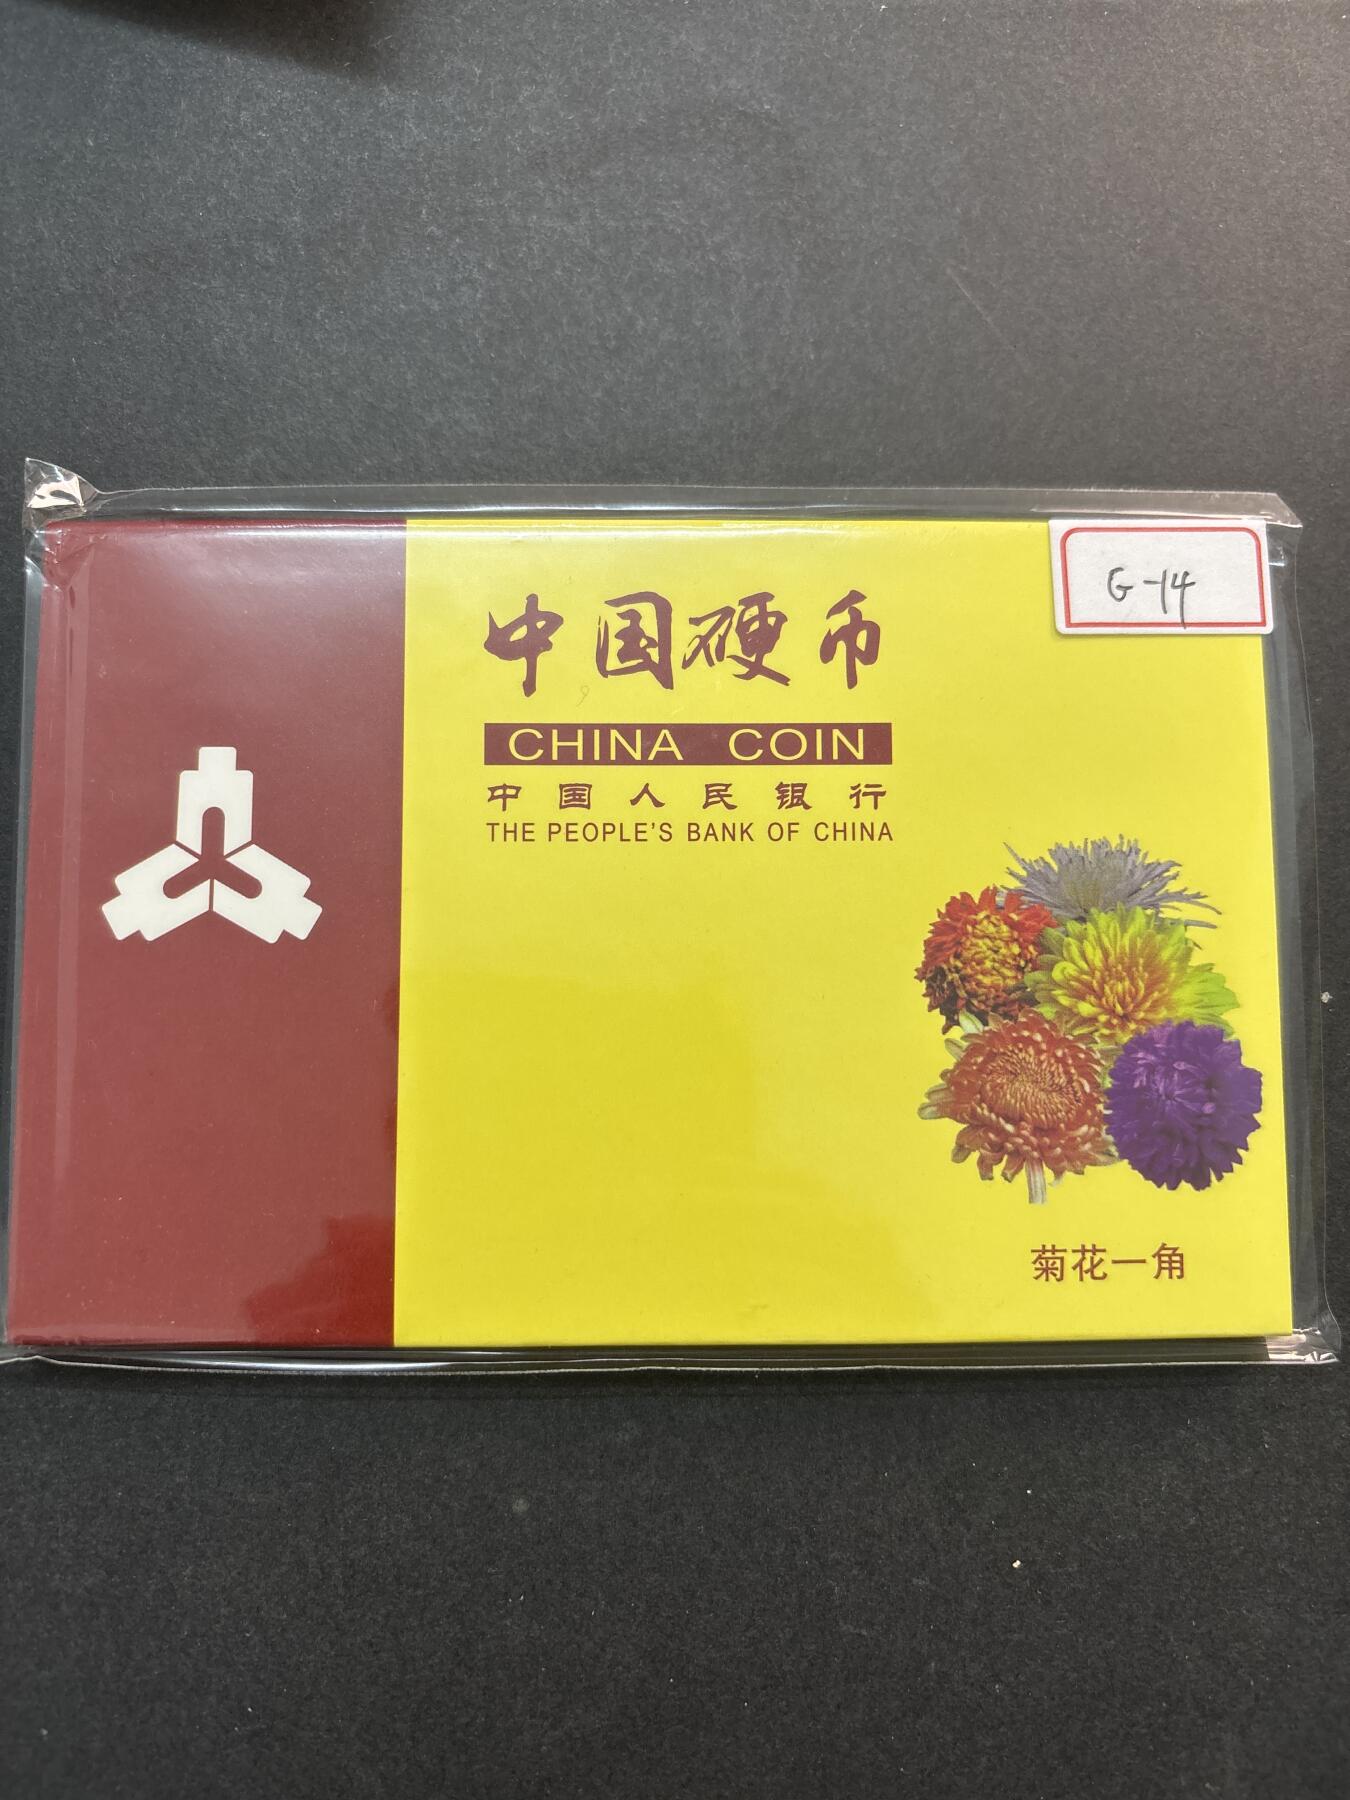 G-14
中国硬币
CHINA COIN
中国人民银行
THE PEOPLE'S BANK OF CHINA
菊花一角